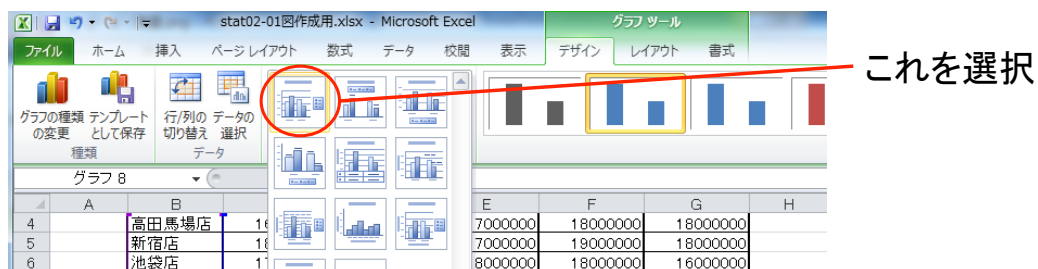 stat02-01図作成用.xlsx - Microsoft Excel
グラフ ツール
ファイル ホーム 挿入 ページ レイアウト 数式 データ 校閲 表示 デザイン レイアウト 書式
これを選択
グラフの種類の変更 テンプレートとして保存 行/列の切り替え データの選択
種類 データ
グラフ 8
A B E F G H
4 高田馬場店 7000000 18000000 18000000
5 新宿店 7000000 19000000 18000000
6 池袋店 8000000 18000000 16000000